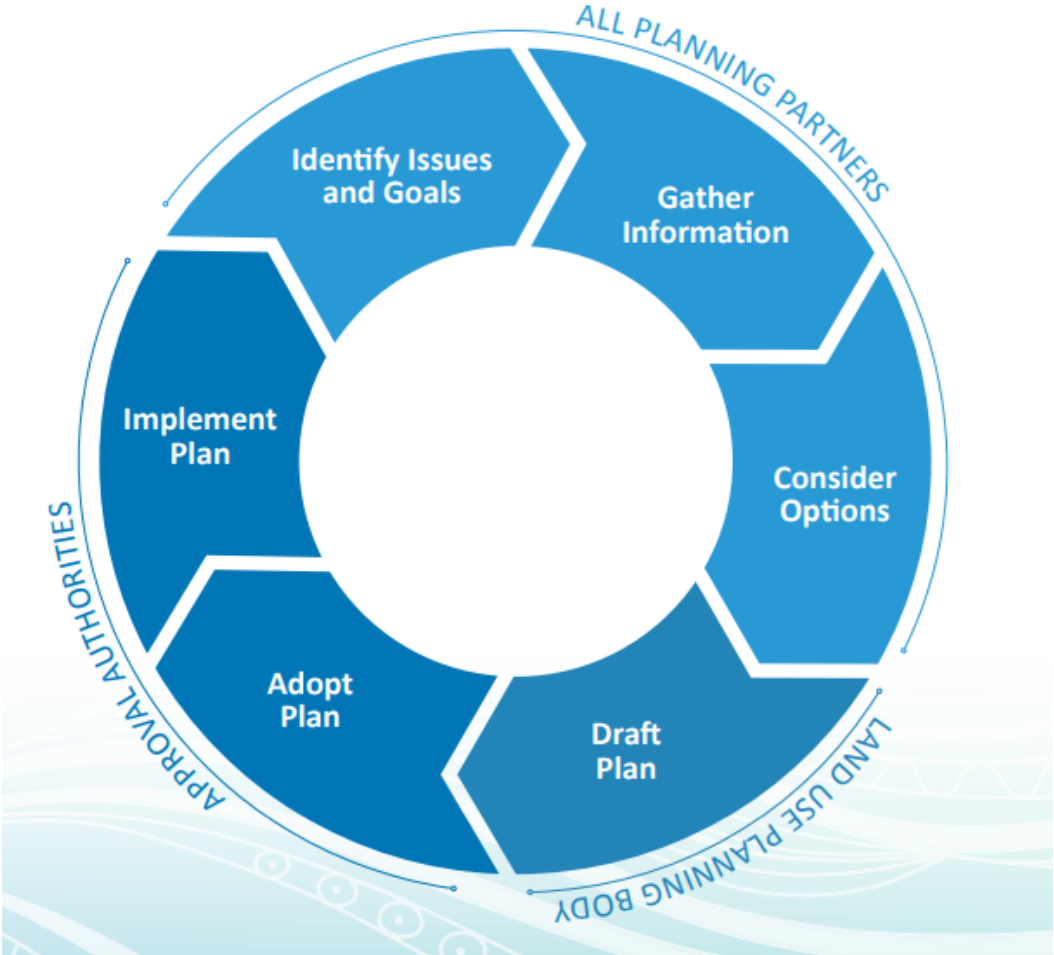 ALL PLANNING PARTNERS
Identify Issues
and Goals
Gather
Information
Consider
Options
Draft
Plan
LAND USE PLANNING BODY
Adopt
Plan
APPROVAL AUTHORITIES
Implement
Plan